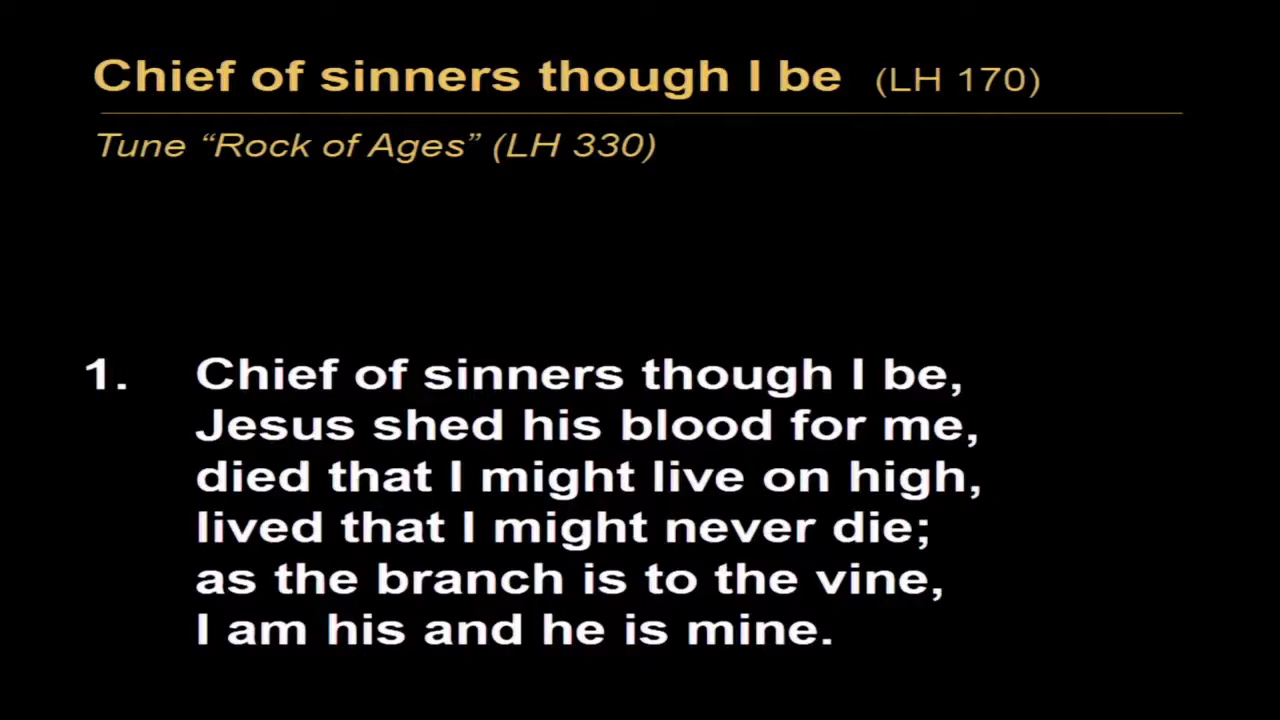 Chief of sinners though I be (LH 170)
Tune “Rock of Ages” (LH 330)
1. Chief of sinners though I be,
Jesus shed his blood for me,
died that I might live on high,
lived that I might never die;
as the branch is to the vine,
I am his and he is mine.